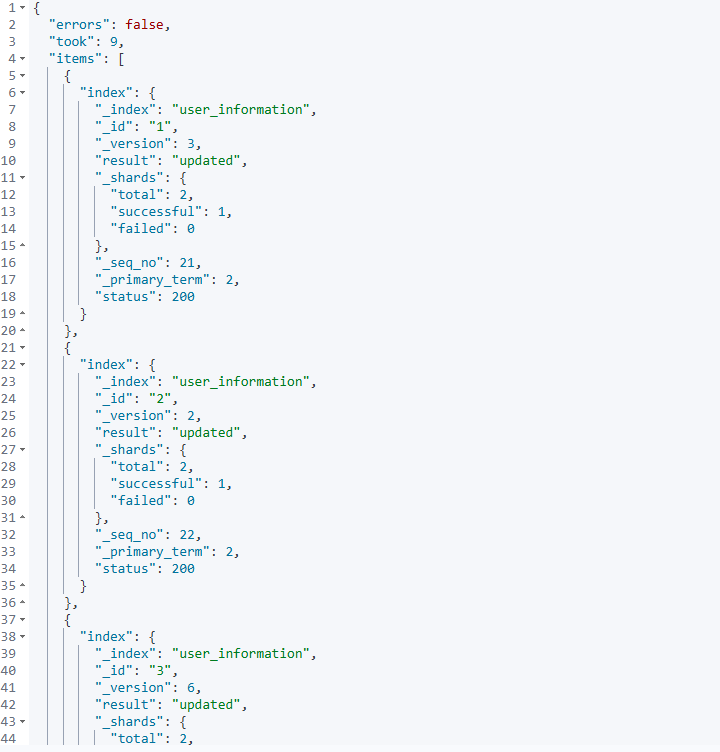 1 {
2   "errors": false,
3   "took": 9,
4   "items": [
5     {
6       "index": {
7         "_index": "user_information",
8         "_id": "1",
9         "_version": 3,
10         "result": "updated",
11         "_shards": {
12           "total": 2,
13           "successful": 1,
14           "failed": 0
15         },
16         "_seq_no": 21,
17         "_primary_term": 2,
18         "status": 200
19       }
20     },
21     {
22       "index": {
23         "_index": "user_information",
24         "_id": "2",
25         "_version": 2,
26         "result": "updated",
27         "_shards": {
28           "total": 2,
29           "successful": 1,
30           "failed": 0
31         },
32         "_seq_no": 22,
33         "_primary_term": 2,
34         "status": 200
35       }
36     },
37     {
38       "index": {
39         "_index": "user_information",
40         "_id": "3",
41         "_version": 6,
42         "result": "updated",
43         "_shards": {
44           "total": 2,